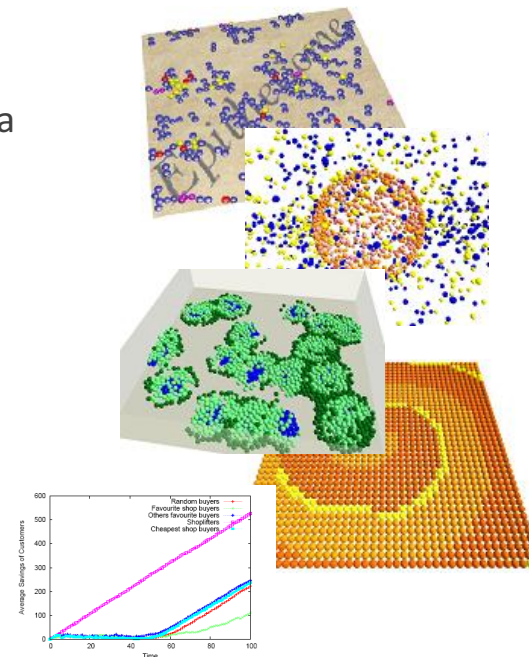 a
Epitheliome
600
500
400
300
200
100
0
Average Savings of Customers
Random buyers
Favourite shop buyers
Others favourite buyers
Shoplifters
Cheapest shop buyers
0 20 40 60 80 100
Time